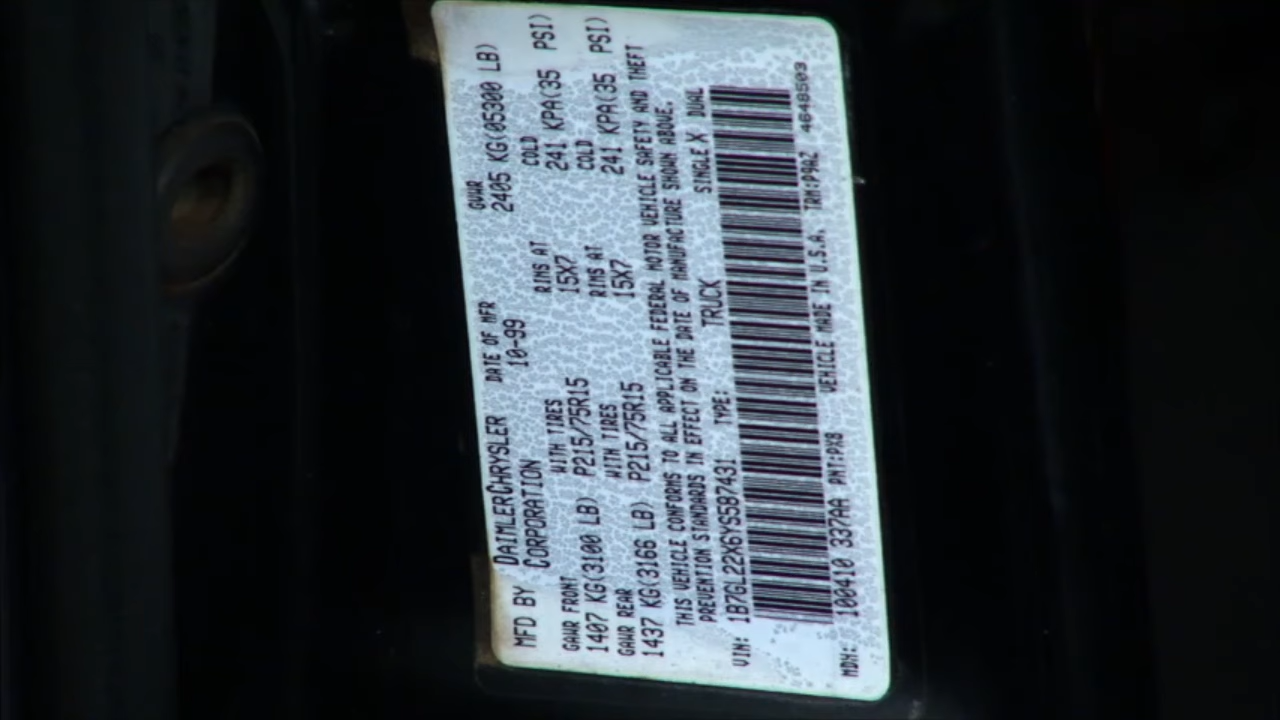 MFD BY DAIMLERCHRYSLER CORPORATION DATE OF MFR 10-99 GVWR 2405 KG(05300 LB)
GAWR FRONT WITH TIRES RIMS AT COLD
1407 KG(3100 LB) P215/75R15 15X7 241 KPA(35 PSI)
GAWR REAR WITH TIRES RIMS AT COLD
1437 KG(3166 LB) P215/75R15 15X7 241 KPA(35 PSI)
THIS VEHICLE CONFORMS TO ALL APPLICABLE FEDERAL MOTOR VEHICLE SAFETY AND THEFT
PREVENTION STANDARDS IN EFFECT ON THE DATE OF MANUFACTURE SHOWN ABOVE.
VIN: 1B7GL22X6YS587431 TYPE: TRUCK SINGLE X DUAL
MDH: 100410 337AA PNT:PX8 VEHICLE MADE IN U.S.A. TRM:P9AZ 4648503